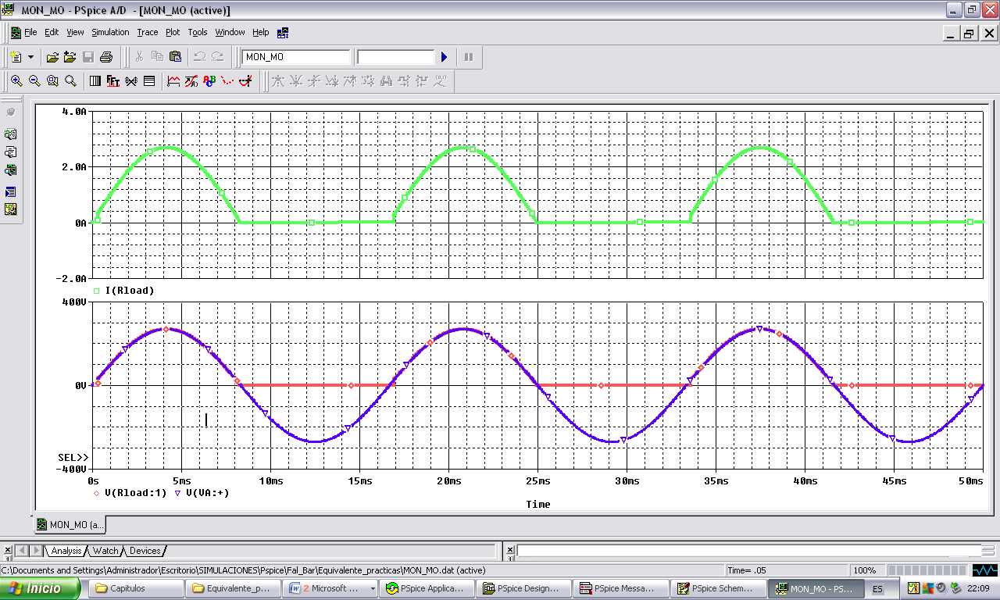 MON_MO - PSpice A/D - [MON_MO (active)]
File Edit View Simulation Trace Plot Tools Window Help
MON_MO
FFT
4.0A
2.0A
0A
-2.0A
I(Rload)
400V
0V
SEL>>
-400V
0s 5ms 10ms 15ms 20ms 25ms 30ms 35ms 40ms 45ms 50ms
V(Rload:1) V(VA:+)
Time
MON_MO (a...
Analysis Watch Devices
C:\Documents and Settings\Administrador\Escritorio\SIMULACIONES\Pspice\Fal_Bar\Equivalente_practicas\MON_MO.dat (active) Time= .05 100%
Inicio Capitulos Equivalente_p... 2 Microsoft ... PSpice Applica... PSpice Design... PSpice Messa... PSpice Schem... MON_MO - PS... ES 22:09